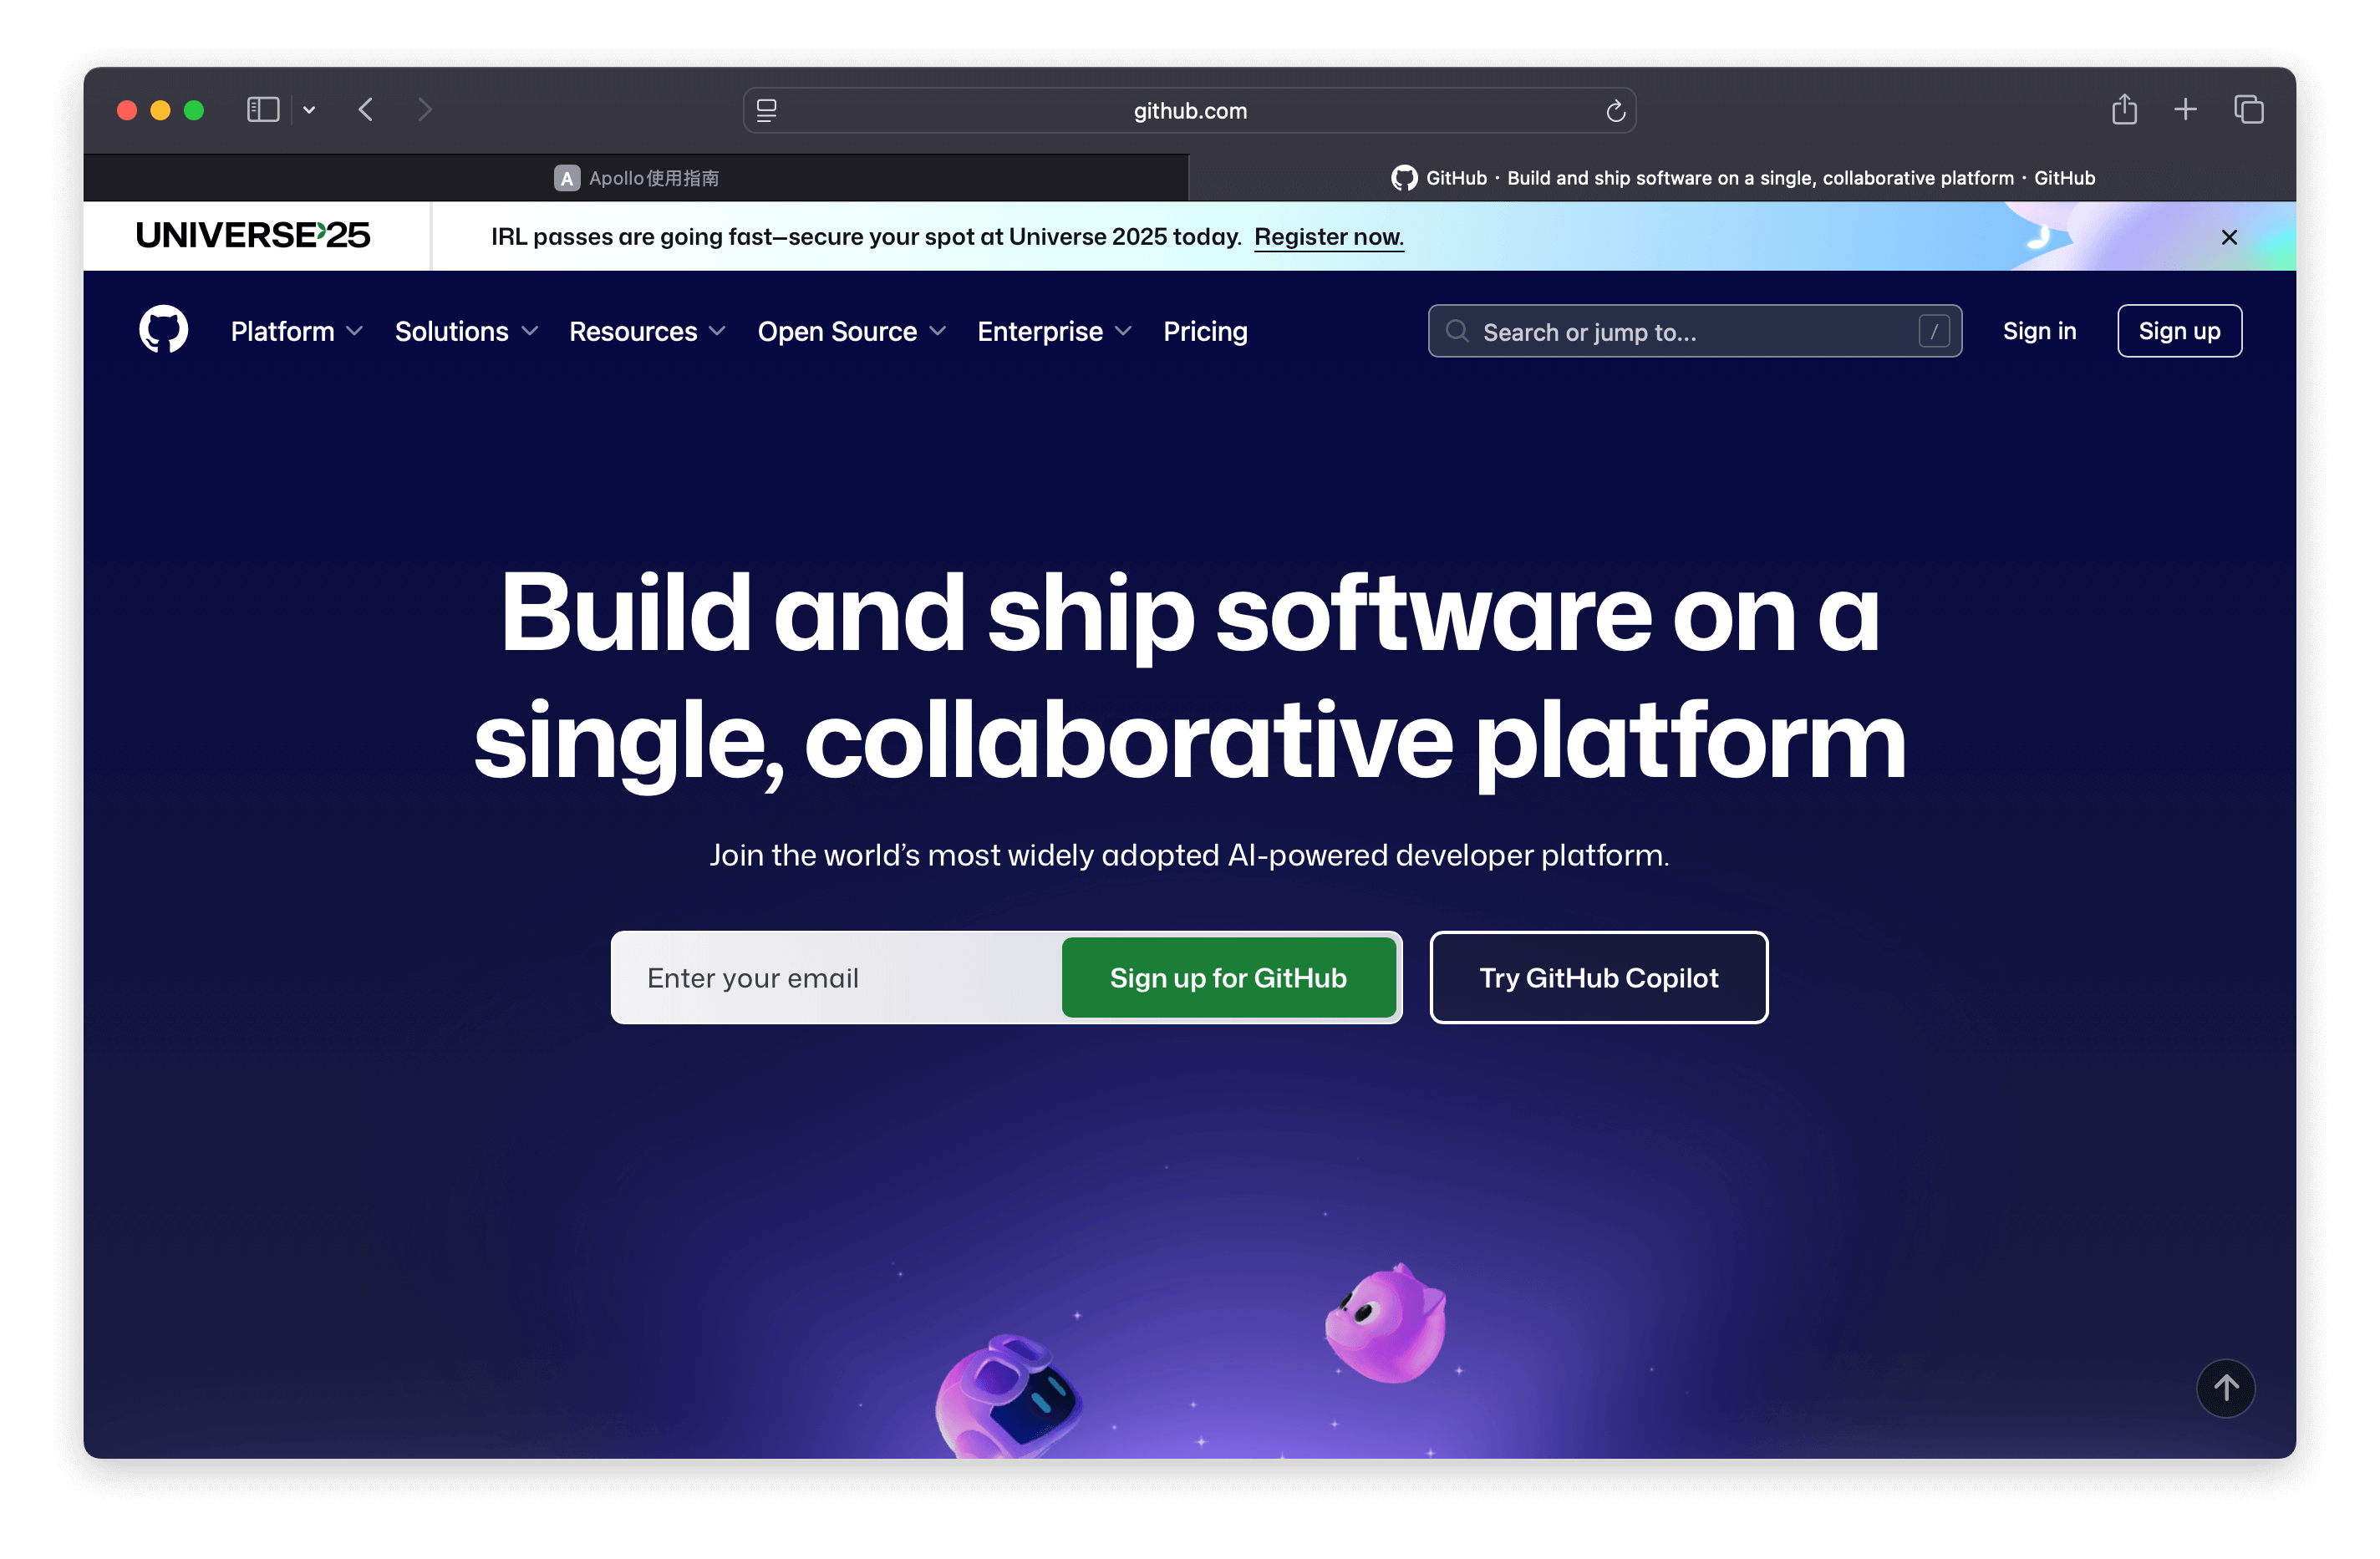 github.com
A Apollo使用指南
GitHub · Build and ship software on a single, collaborative platform · GitHub
UNIVERSE'25
IRL passes are going fast—secure your spot at Universe 2025 today. Register now.
Platform Solutions Resources Open Source Enterprise Pricing Search or jump to... / Sign in Sign up
Build and ship software on a
single, collaborative platform
Join the world’s most widely adopted AI-powered developer platform.
Enter your email Sign up for GitHub Try GitHub Copilot